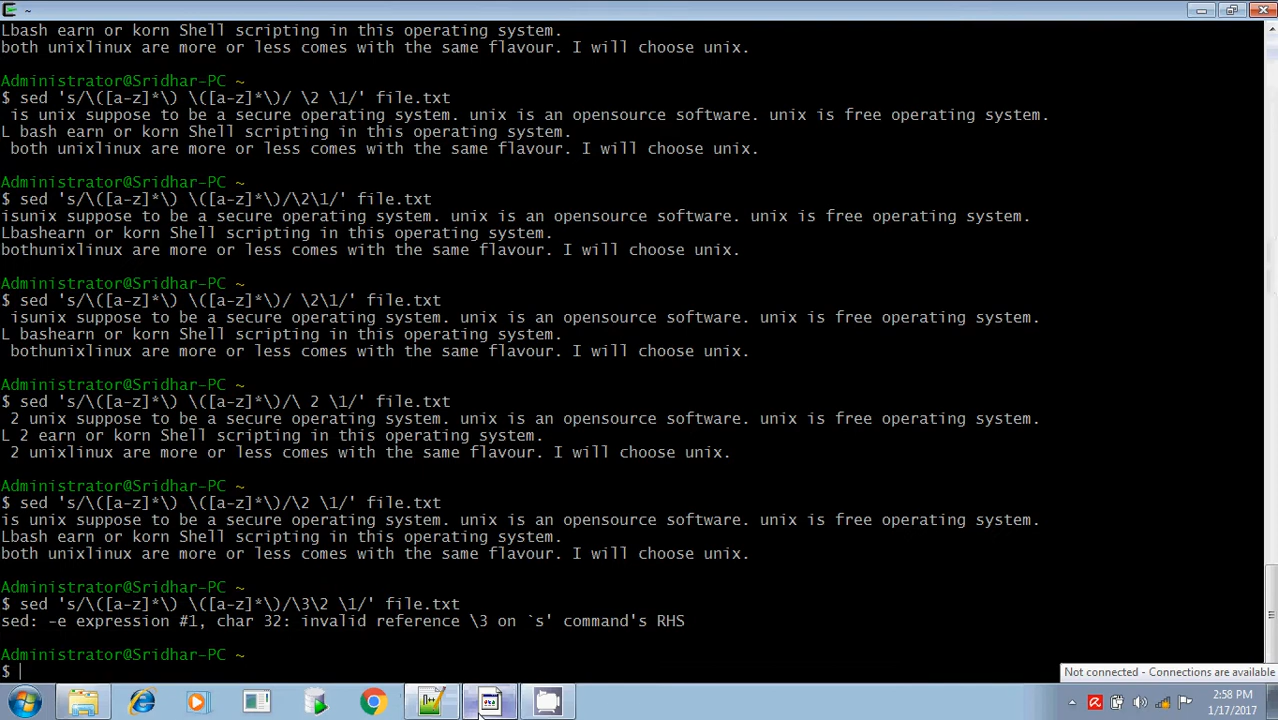 ~
Lbash earn or korn Shell scripting in this operating system.
both unixlinux are more or less comes with the same flavour. I will choose unix.
Administrator@Sridhar-PC ~
$ sed 's/\([a-z]*\) \([a-z]*\)/ \2 \1/' file.txt
 is unix suppose to be a secure operating system. unix is an opensource software. unix is free operating system.
L bash earn or korn Shell scripting in this operating system.
 both unixlinux are more or less comes with the same flavour. I will choose unix.
Administrator@Sridhar-PC ~
$ sed 's/\([a-z]*\) \([a-z]*\)/\2\1/' file.txt
isunix suppose to be a secure operating system. unix is an opensource software. unix is free operating system.
Lbashearn or korn Shell scripting in this operating system.
bothunixlinux are more or less comes with the same flavour. I will choose unix.
Administrator@Sridhar-PC ~
$ sed 's/\([a-z]*\) \([a-z]*\)/ \2\1/' file.txt
 isunix suppose to be a secure operating system. unix is an opensource software. unix is free operating system.
L bashearn or korn Shell scripting in this operating system.
 bothunixlinux are more or less comes with the same flavour. I will choose unix.
Administrator@Sridhar-PC ~
$ sed 's/\([a-z]*\) \([a-z]*\)/\ 2 \1/' file.txt
 2 unix suppose to be a secure operating system. unix is an opensource software. unix is free operating system.
L 2 earn or korn Shell scripting in this operating system.
 2 unixlinux are more or less comes with the same flavour. I will choose unix.
Administrator@Sridhar-PC ~
$ sed 's/\([a-z]*\) \([a-z]*\)/\2 \1/' file.txt
is unix suppose to be a secure operating system. unix is an opensource software. unix is free operating system.
Lbash earn or korn Shell scripting in this operating system.
both unixlinux are more or less comes with the same flavour. I will choose unix.
Administrator@Sridhar-PC ~
$ sed 's/\([a-z]*\) \([a-z]*\)/\3\2 \1/' file.txt
sed: -e expression #1, char 32: invalid reference \3 on `s' command's RHS
Administrator@Sridhar-PC ~
$
Not connected - Connections are available
2:58 PM
1/17/2017